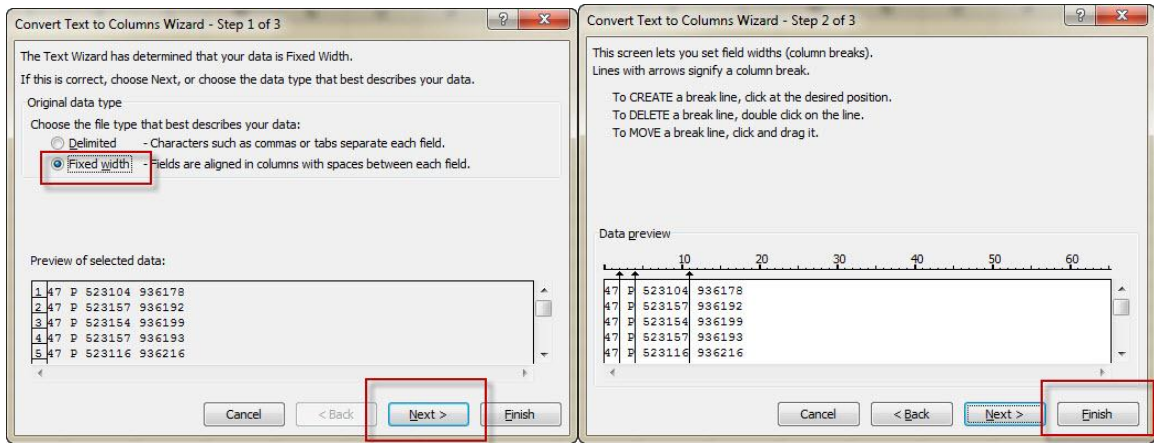 Convert Text to Columns Wizard - Step 1 of 3
The Text Wizard has determined that your data is Fixed Width.
If this is correct, choose Next, or choose the data type that best describes your data.
Original data type
Choose the file type that best describes your data:
Delimited - Characters such as commas or tabs separate each field.
Fixed width - Fields are aligned in columns with spaces between each field.
Preview of selected data:
1 47 P 523104 936178
2 47 P 523157 936192
3 47 P 523154 936199
4 47 P 523157 936193
5 47 P 523116 936216
Cancel < Back Next > Finish
Convert Text to Columns Wizard - Step 2 of 3
This screen lets you set field widths (column breaks).
Lines with arrows signify a column break.
To CREATE a break line, click at the desired position.
To DELETE a break line, double click on the line.
To MOVE a break line, click and drag it.
Data preview
10 20 30 40 50 60
47 P 523104 936178
47 P 523157 936192
47 P 523154 936199
47 P 523157 936193
47 P 523116 936216
Cancel < Back Next > Finish